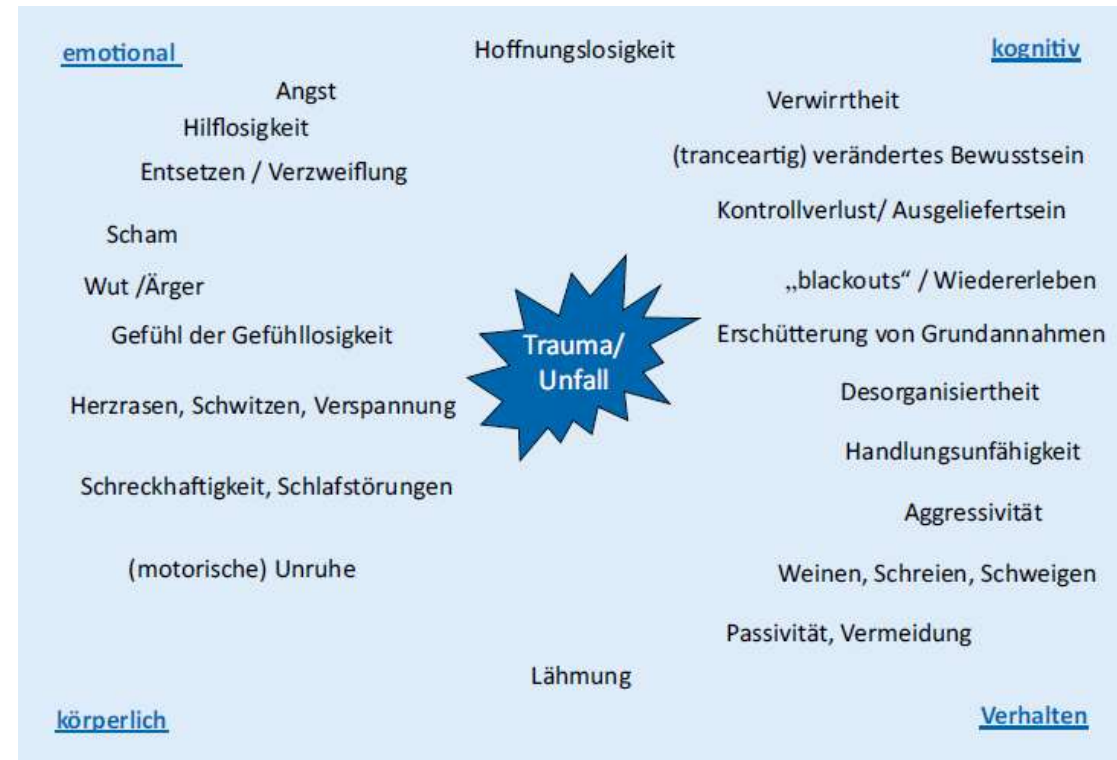 emotional
Hoffnungslosigkeit
kognitiv
Angst
Verwirrtheit
Hilflosigkeit
(tranceartig) verändertes Bewusstsein
Entsetzen / Verzweiflung
Kontrollverlust/ Ausgeliefertsein
Scham
Wut /Ärger
„blackouts“ / Wiedererleben
Gefühl der Gefühllosigkeit
Trauma/
Unfall
Erschütterung von Grundannahmen
Herzrasen, Schwitzen, Verspannung
Desorganisiertheit
Handlungsunfähigkeit
Schreckhaftigkeit, Schlafstörungen
Aggressivität
(motorische) Unruhe
Weinen, Schreien, Schweigen
Passivität, Vermeidung
Lähmung
körperlich
Verhalten